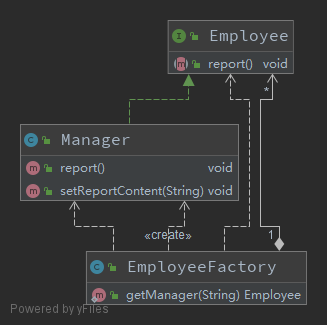 I Employee
m report() void
*
C Manager
m report() void
m setReportContent(String) void
«create»
1
C EmployeeFactory
m getManager(String) Employee
Powered by yFiles